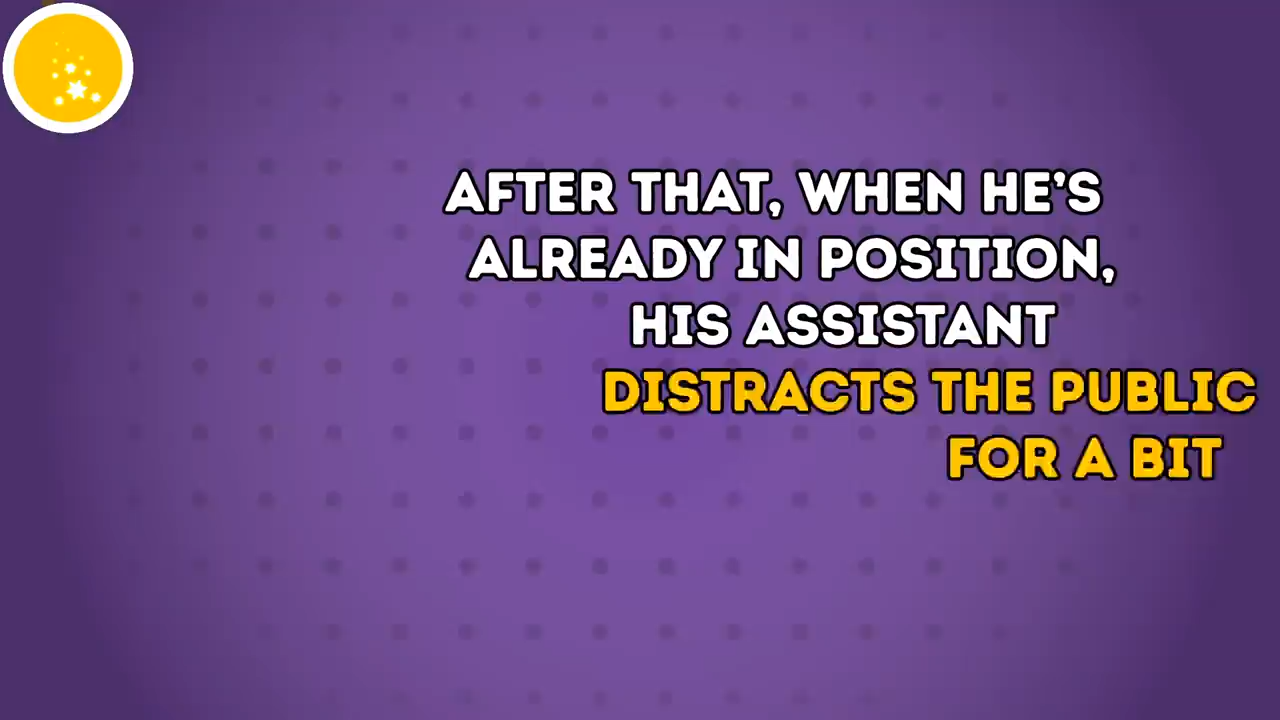 AFTER THAT, WHEN HE’S
ALREADY IN POSITION,
HIS ASSISTANT
DISTRACTS THE PUBLIC
FOR A BIT